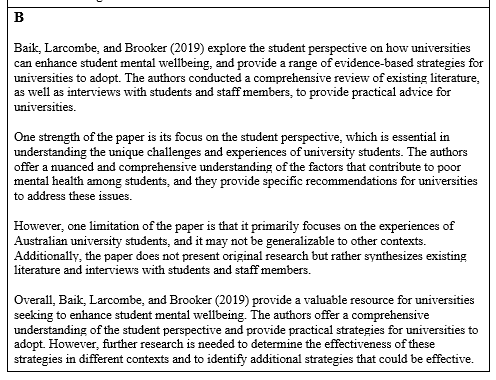 B
Baik, Larcombe, and Brooker (2019) explore the student perspective on how universities
can enhance student mental wellbeing, and provide a range of evidence-based strategies for
universities to adopt. The authors conducted a comprehensive review of existing literature,
as well as interviews with students and staff members, to provide practical advice for
universities.
One strength of the paper is its focus on the student perspective, which is essential in
understanding the unique challenges and experiences of university students. The authors
offer a nuanced and comprehensive understanding of the factors that contribute to poor
mental health among students, and they provide specific recommendations for universities
to address these issues.
However, one limitation of the paper is that it primarily focuses on the experiences of
Australian university students, and it may not be generalizable to other contexts.
Additionally, the paper does not present original research but rather synthesizes existing
literature and interviews with students and staff members.
Overall, Baik, Larcombe, and Brooker (2019) provide a valuable resource for universities
seeking to enhance student mental wellbeing. The authors offer a comprehensive
understanding of the student perspective and provide practical strategies for universities to
adopt. However, further research is needed to determine the effectiveness of these
strategies in different contexts and to identify additional strategies that could be effective.